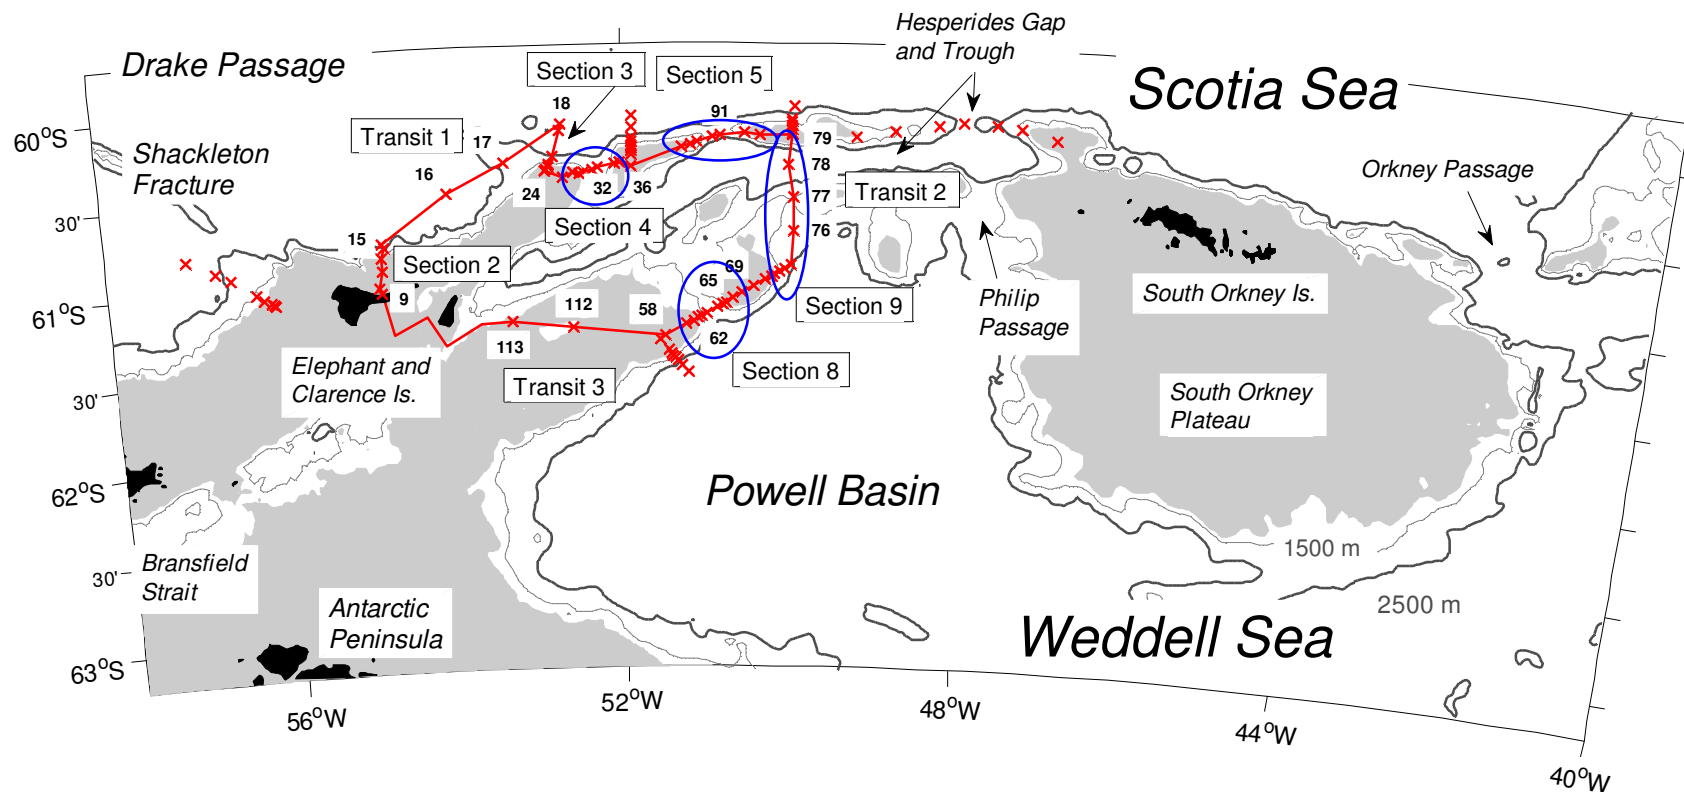 Hesperides Gap
and Trough
Drake Passage
Section 3
Section 5
Scotia Sea
18
91
60°S
Transit 1
17
79
Shackleton
Fracture
16
78
Orkney Passage
24
32
36
77
Transit 2
30'
Section 4
76
15
Section 2
69
65
9
112
58
Section 9
Philip
Passage
South Orkney Is.
61°S
113
62
Elephant and
Clarence Is.
Transit 3
Section 8
30'
South Orkney
Plateau
62°S
Powell Basin
1500 m
Bransfield
Strait
30'
2500 m
Antarctic
Peninsula
Weddell Sea
63°S
56°W
52°W
48°W
44°W
40°W